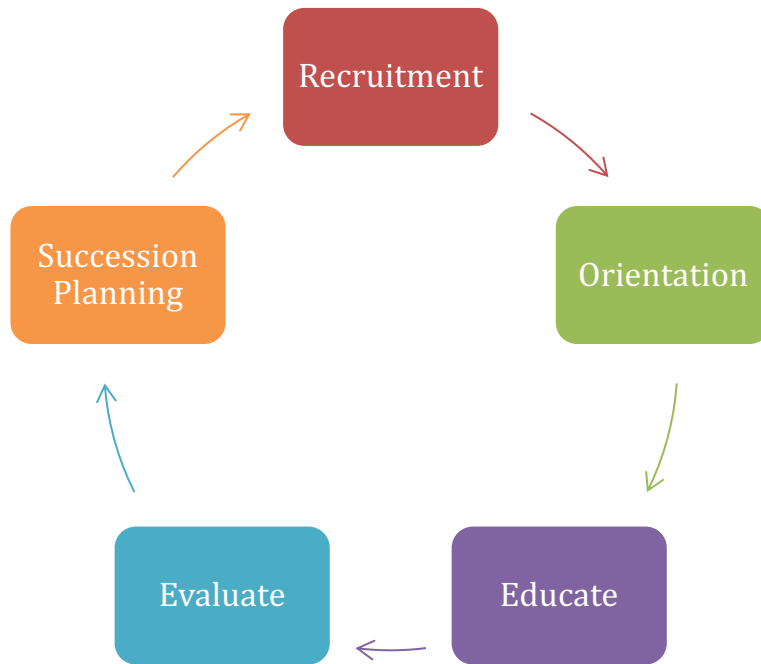 Recruitment
Orientation
Educate
Evaluate
Succession
Planning